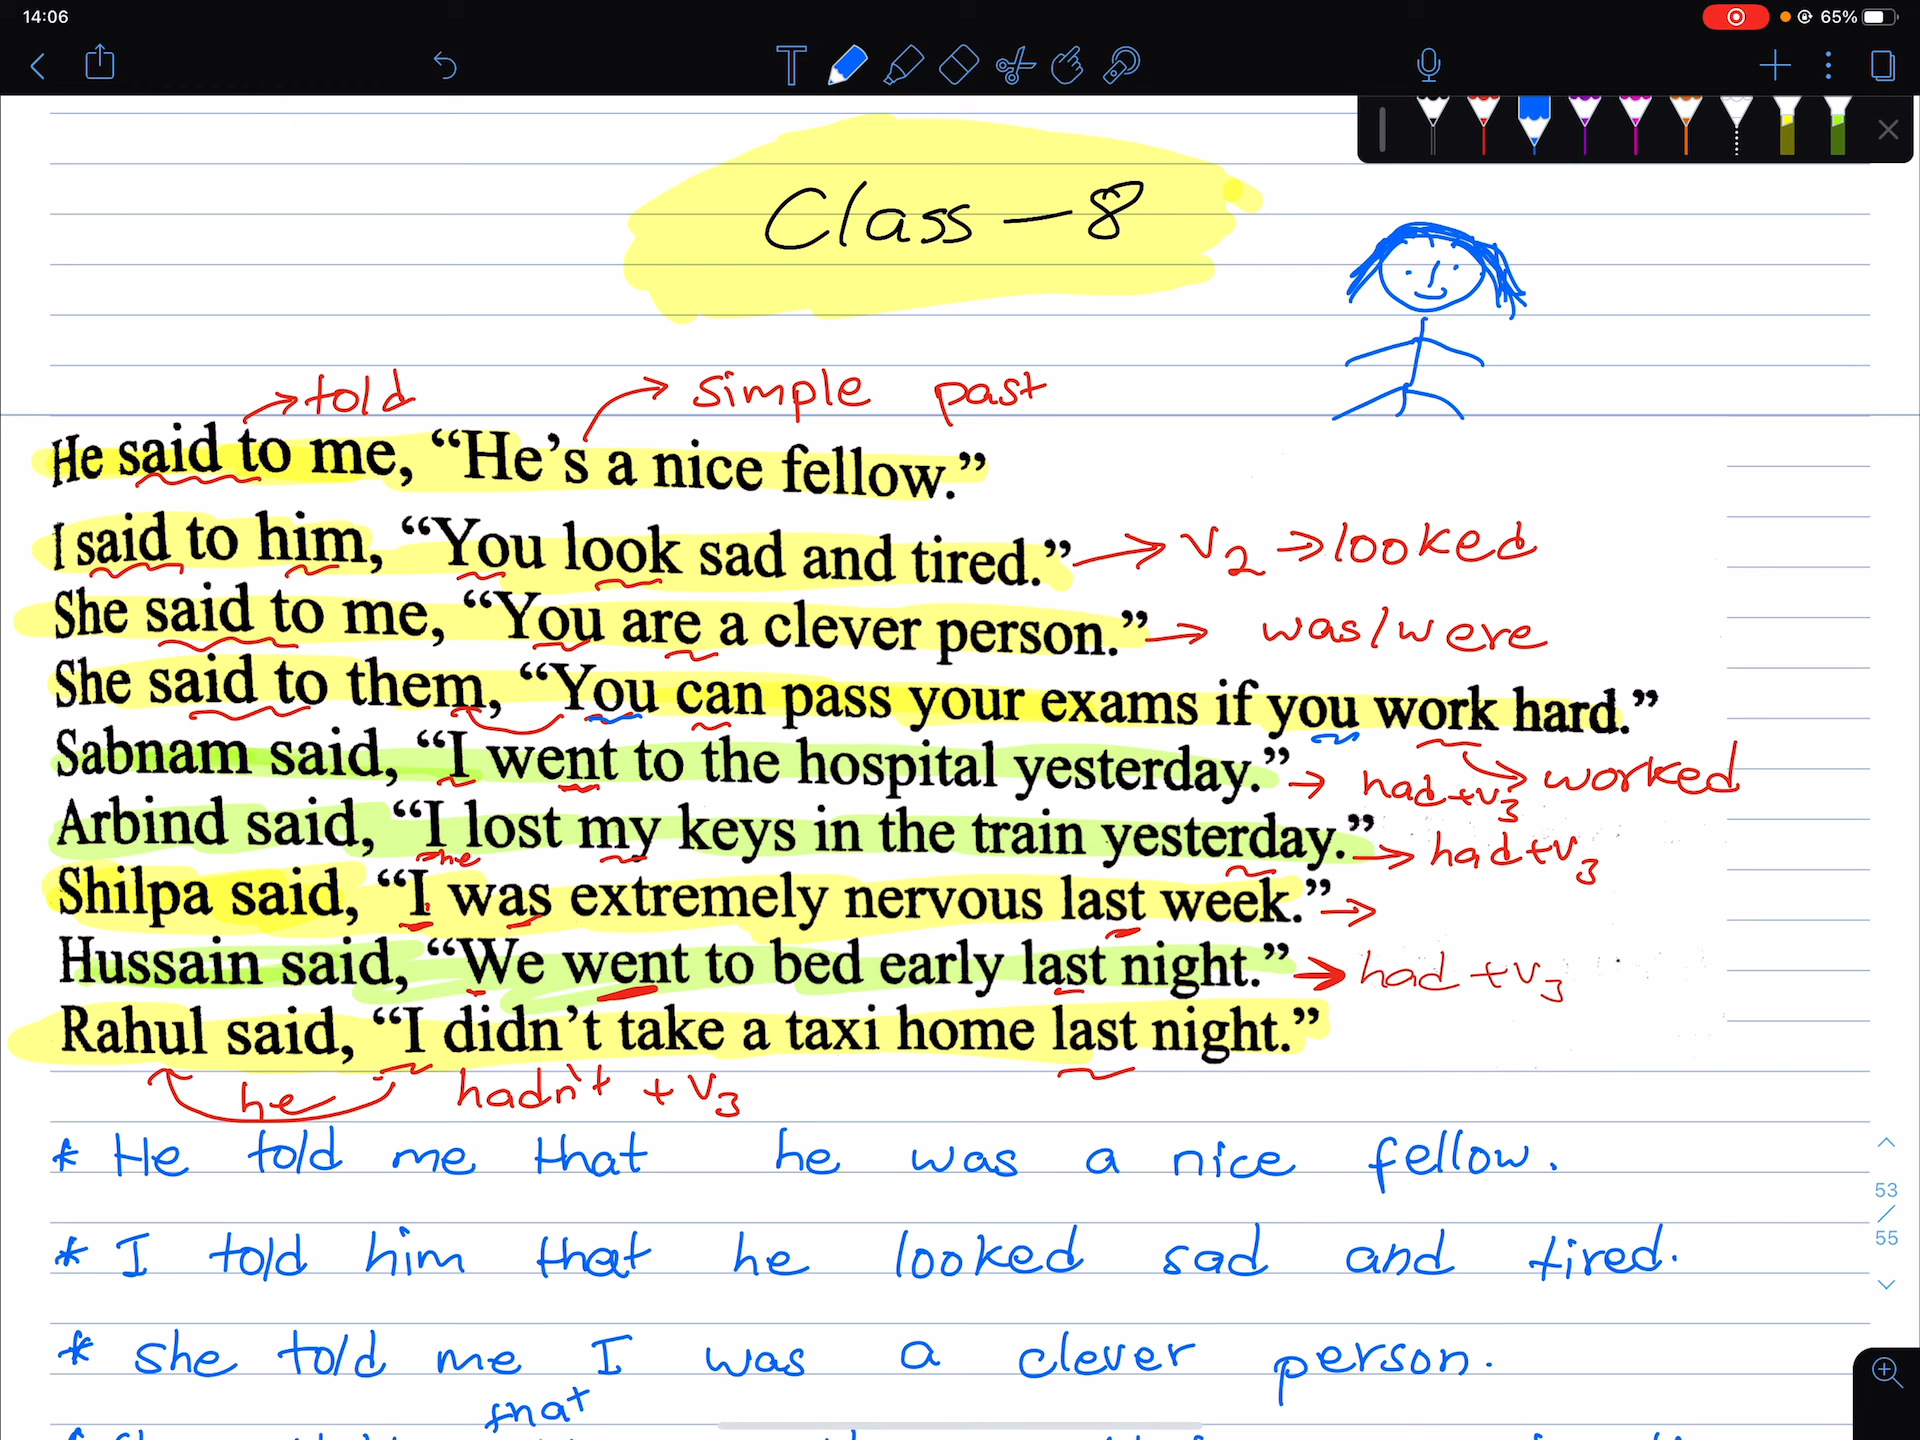 14:06
65%
T
Class – 8
→ told → simple past
He said to me, “He’s a nice fellow.”
I said to him, “You look sad and tired.” → V2 → looked
She said to me, “You are a clever person.” → was/were
She said to them, “You can pass your exams if you work hard.”
→ worked
Sabnam said, “I went to the hospital yesterday.” → had+V3
Arbind said, “I lost my keys in the train yesterday.” → had+V3
she
Shilpa said, “I was extremely nervous last week.” →
Hussain said, “We went to bed early last night.” → had +V3
Rahul said, “I didn’t take a taxi home last night.”
he hadn't + V3
* He told me that he was a nice fellow.
53
/
* I told him that he looked sad and tired.
55
* she told me I was a clever person.
that